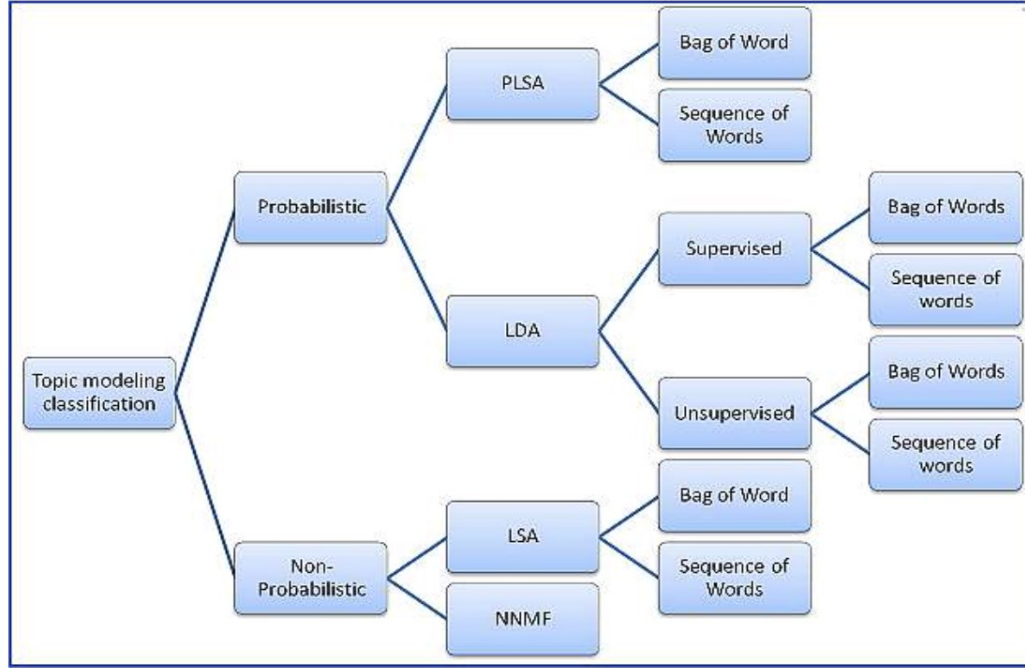 Topic modeling
classification
Probabilistic
PLSA
Bag of Word
Sequence of
Words
LDA
Supervised
Bag of Words
Sequence of
words
Unsupervised
Bag of Words
Sequence of
words
Non-
Probabilistic
LSA
Bag of Word
Sequence of
Words
NNMF